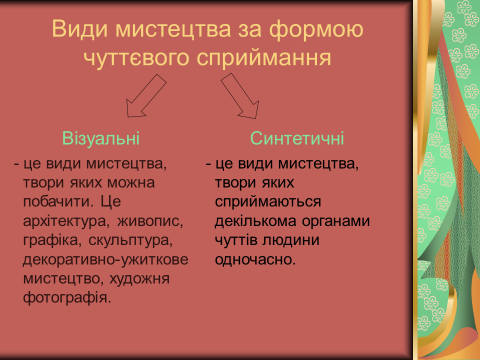 Види мистецтва за формою
чуттєвого сприймання
Візуальні
- це види мистецтва,
твори яких можна
побачити. Це
архітектура, живопис,
графіка, скульптура,
декоративно-ужиткове
мистецтво, художня
фотографія.
Синтетичні
- це види мистецтва,
твори яких
сприймаються
декількома органами
чуттів людини
одночасно.